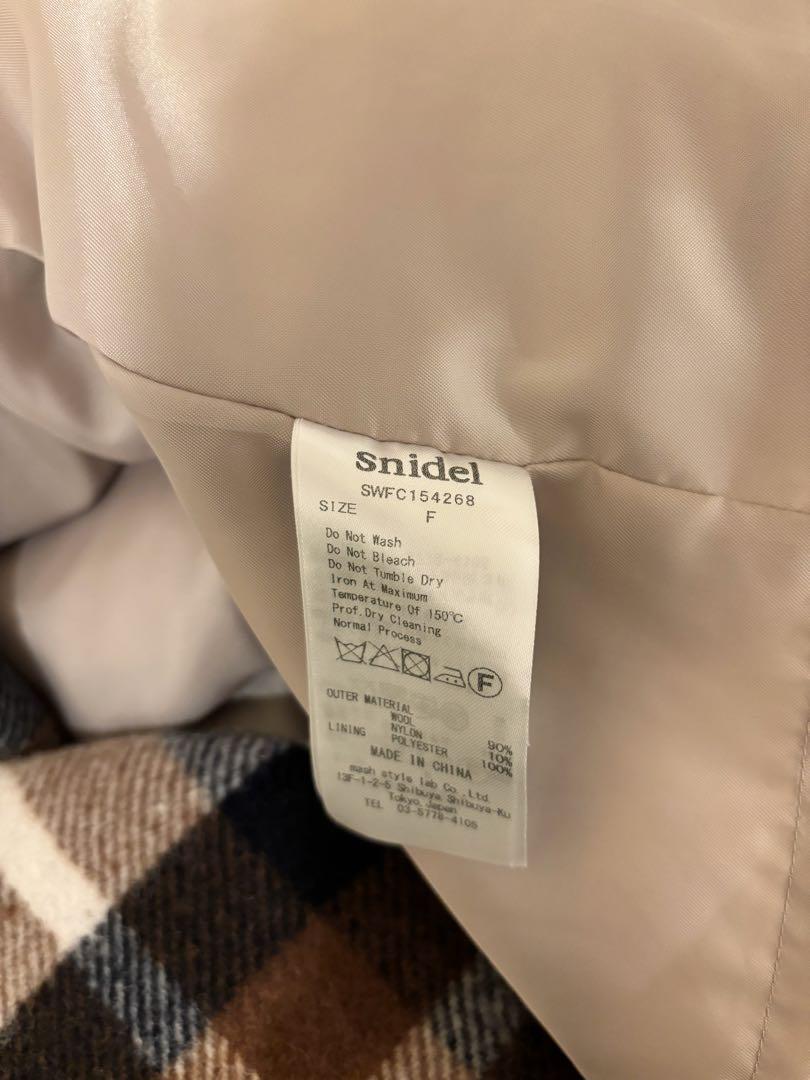 snidel
SWFC154268
SIZE F
Do Not Wash
Do Not Bleach
Do Not Tumble Dry
Iron At Maximum
Temperature Of 150℃
Prof.Dry Cleaning
Normal Process
F
OUTER MATERIAL
WOOL 90%
NYLON 10%
LINING POLYESTER 100%
MADE IN CHINA
mash style lab Co.,Ltd.
13F-1-2-5 Shibuya Shibuya-Ku
Tokyo Japan
TEL 03-5778-4105